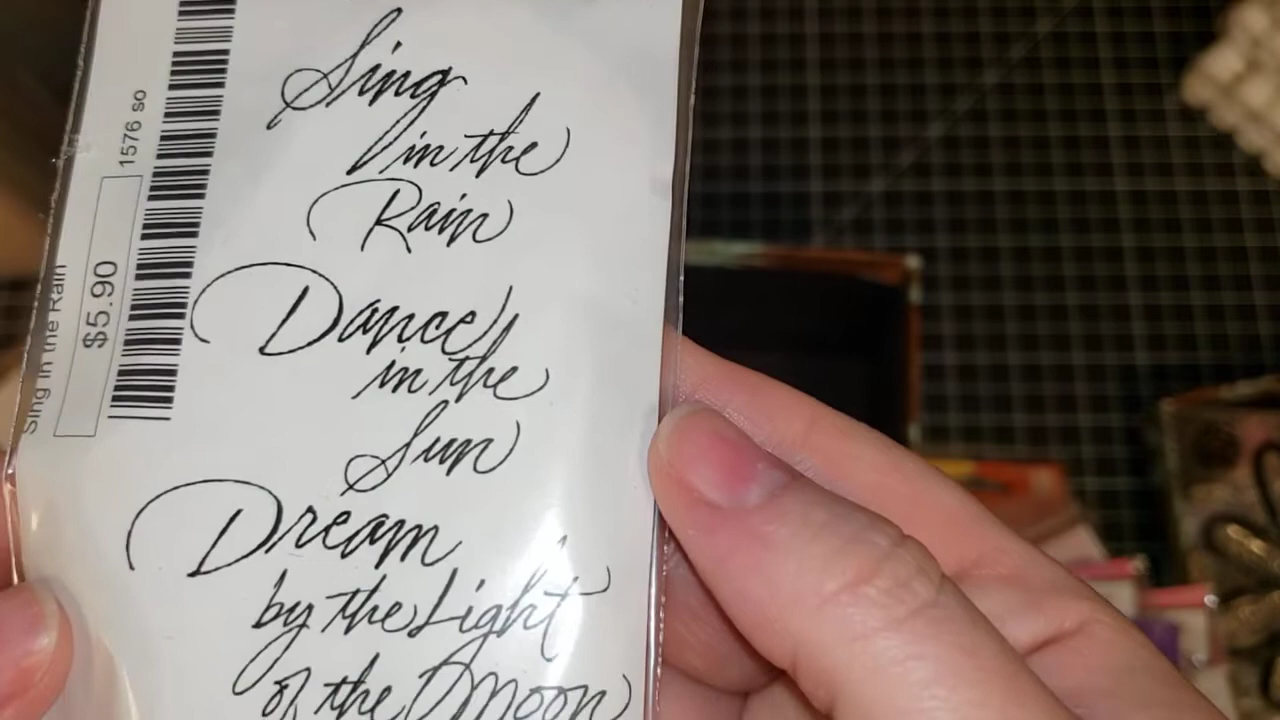 Sing
in the
Rain
Dance
in the
Sun
Dream
by the Light
of the Moon
Sing in the Rain
$5.90
1576 so